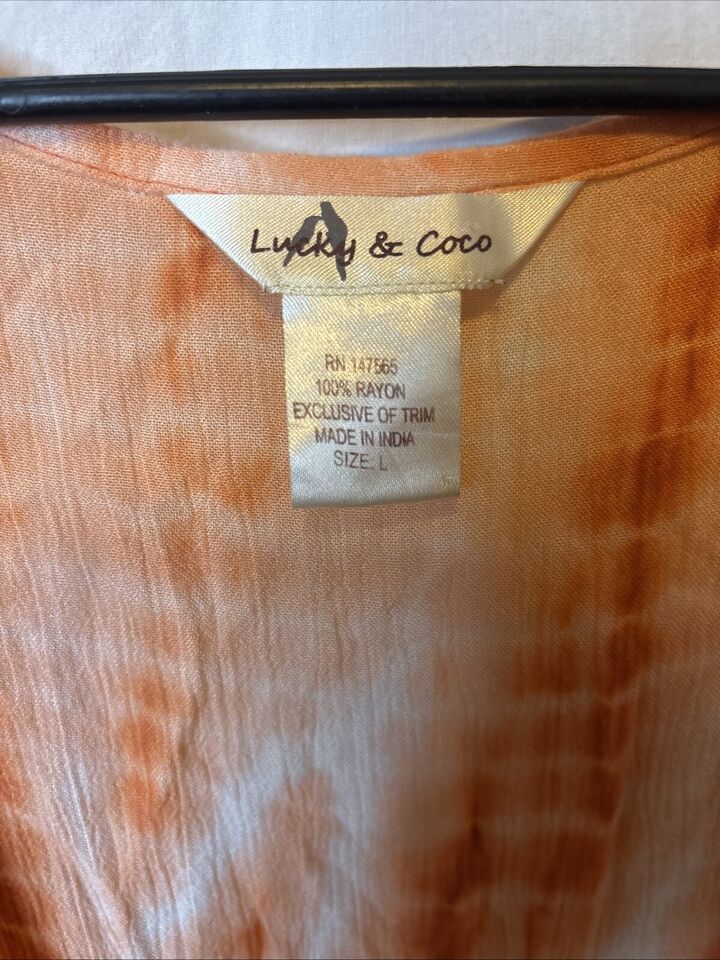 Lucky & Coco
RN 147565
100% RAYON
EXCLUSIVE OF TRIM
MADE IN INDIA
SIZE: L